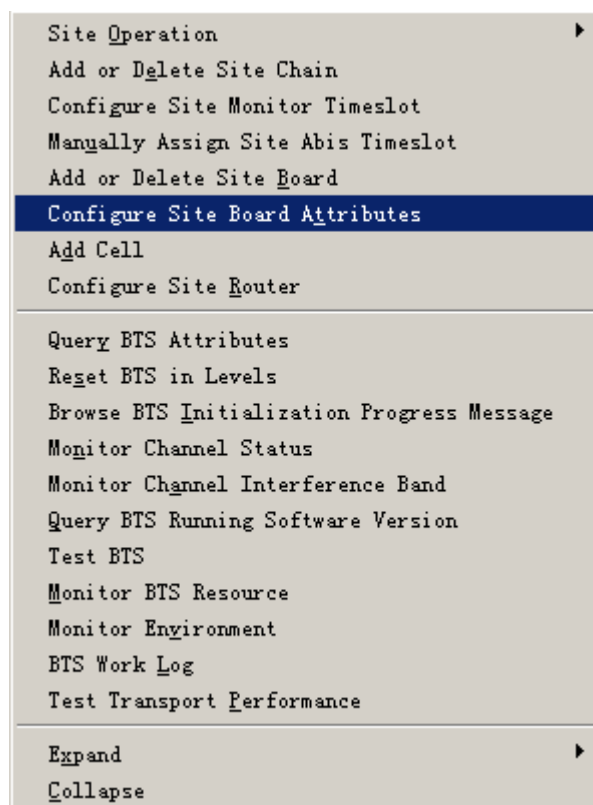 Site Operation
Add or Delete Site Chain
Configure Site Monitor Timeslot
Manually Assign Site Abis Timeslot
Add or Delete Site Board
Configure Site Board Attributes
Add Cell
Configure Site Router
Query BTS Attributes
Reset BTS in Levels
Browse BTS Initialization Progress Message
Monitor Channel Status
Monitor Channel Interference Band
Query BTS Running Software Version
Test BTS
Monitor BTS Resource
Monitor Environment
BTS Work Log
Test Transport Performance
Expand
Collapse